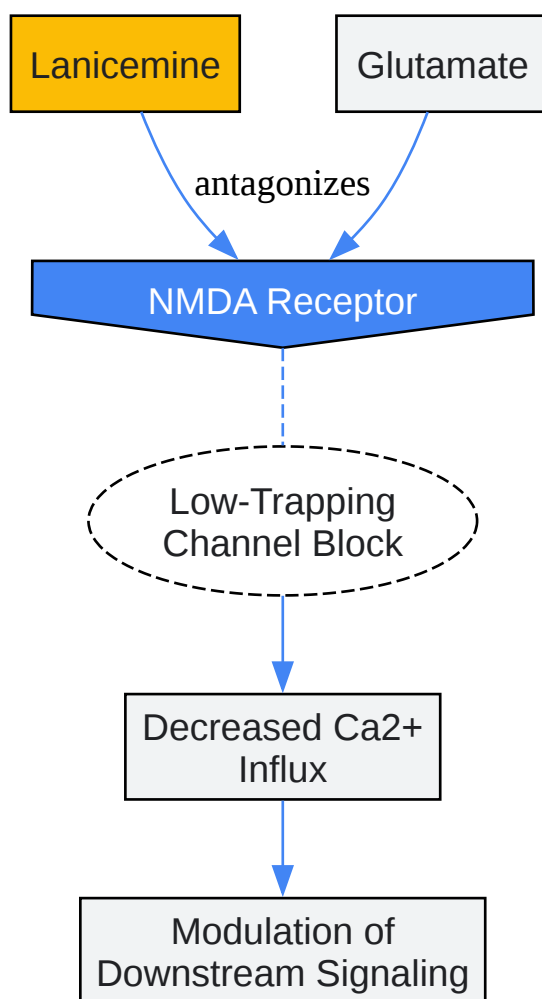 Lanicemine
Glutamate
antagonizes
NMDA Receptor
Low-Trapping
Channel Block
Decreased Ca2+
Influx
Modulation of
Downstream Signaling